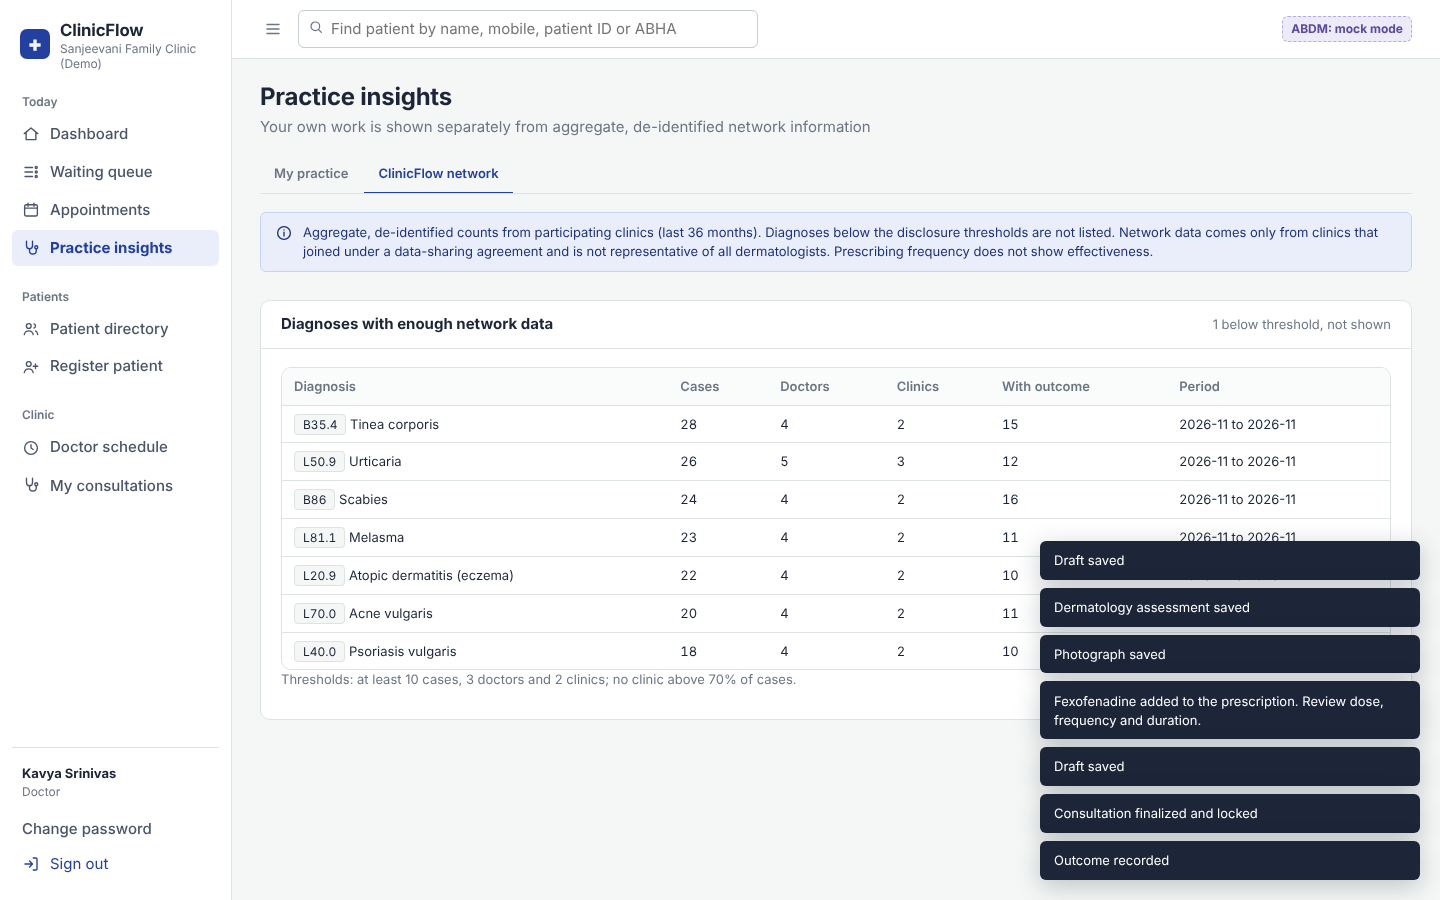 ClinicFlow
Sanjeevani Family Clinic
(Demo)
Today
Dashboard
Waiting queue
Appointments
Practice insights
Patients
Patient directory
Register patient
Clinic
Doctor schedule
My consultations
Kavya Srinivas
Doctor
Change password
Sign out
Find patient by name, mobile, patient ID or ABHA
ABDM: mock mode
Practice insights
Your own work is shown separately from aggregate, de-identified network information
My practice ClinicFlow network
Aggregate, de-identified counts from participating clinics (last 36 months). Diagnoses below the disclosure thresholds are not listed. Network data comes only from clinics that
joined under a data-sharing agreement and is not representative of all dermatologists. Prescribing frequency does not show effectiveness.
Diagnoses with enough network data 1 below threshold, not shown
Diagnosis Cases Doctors Clinics With outcome Period
B35.4 Tinea corporis 28 4 2 15 2026-11 to 2026-11
L50.9 Urticaria 26 5 3 12 2026-11 to 2026-11
B86 Scabies 24 4 2 16 2026-11 to 2026-11
L81.1 Melasma 23 4 2 11 2026-11 to 2026-11
L20.9 Atopic dermatitis (eczema) 22 4 2 10
L70.0 Acne vulgaris 20 4 2 11
L40.0 Psoriasis vulgaris 18 4 2 10
Thresholds: at least 10 cases, 3 doctors and 2 clinics; no clinic above 70% of cases.
Draft saved
Dermatology assessment saved
Photograph saved
Fexofenadine added to the prescription. Review dose,
frequency and duration.
Draft saved
Consultation finalized and locked
Outcome recorded